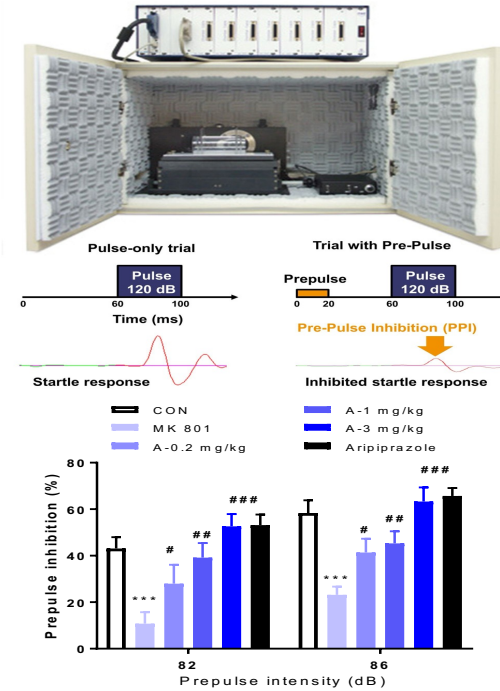 Pulse-only trial
Trial with Pre-Pulse
Pulse
120 dB
0
60
100
Time (ms)
Prepulse
Pulse
120 dB
0
20
60
100
Pre-Pulse Inhibition (PPI)
Startle response
Inhibited startle response
CON
MK 801
A-0.2 mg/kg
A-1 mg/kg
A-3 mg/kg
Aripiprazole
Prepulse inhibition (%)
80
60
40
20
0
***
#
##
###
***
#
##
###
82
86
Prepulse intensity (dB)